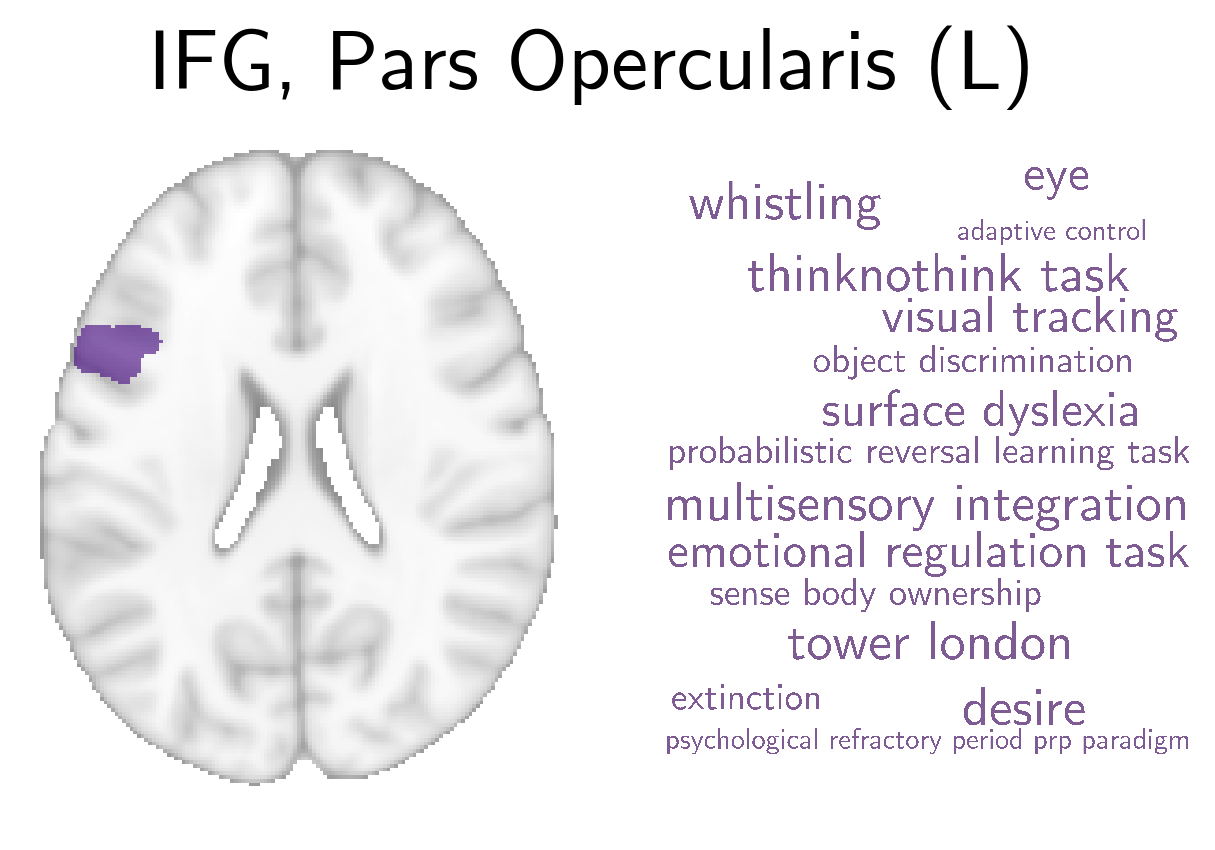 IFG, Pars Opercularis (L)
eye
whistling
adaptive control
thinknothink task
visual tracking
object discrimination
surface dyslexia
probabilistic reversal learning task
multisensory integration
emotional regulation task
sense body ownership
tower london
extinction
desire
psychological refractory period prp paradigm